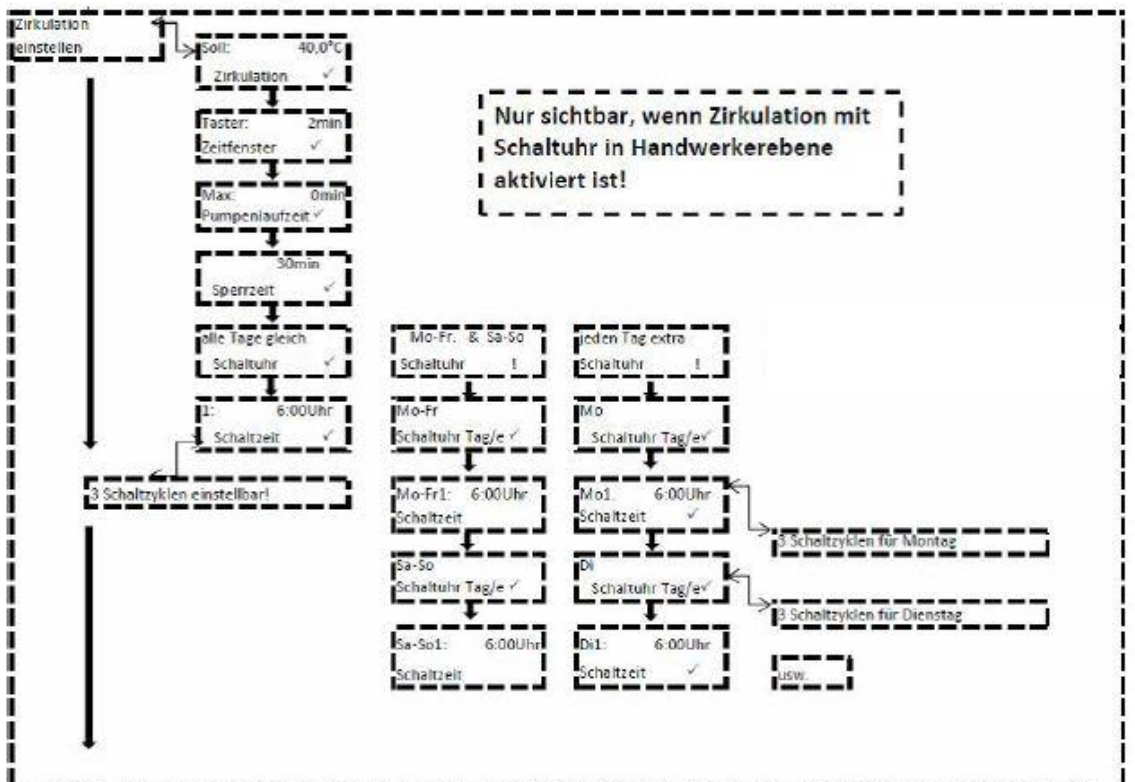 Zirkulation
einstellen
Soll: 40,0°C
Zirkulation ✓
Taster: 2min
Zeitfenster ✓
Max: 0min
Pumpenlaufzeit ✓
30min
Sperrzeit ✓
alle Tage gleich
Schaltuhr ✓
1: 6:00Uhr
Schaltzeit ✓
3 Schaltzyklen einstellbar!
Nur sichtbar, wenn Zirkulation mit
Schaltuhr in Handwerkerebene
aktiviert ist!
Mo-Fr. & Sa-So
Schaltuhr !
Mo-Fr
Schaltuhr Tag/e ✓
Mo-Fr1: 6:00Uhr
Schaltzeit
Sa-So
Schaltuhr Tag/e ✓
Sa-So1: 6:00Uhr
Schaltzeit
jeden Tag extra
Schaltuhr !
Mo
Schaltuhr Tag/e ✓
Mo1. 6:00Uhr
Schaltzeit ✓
Di
Schaltuhr Tag/e ✓
Di1: 6:00Uhr
Schaltzeit ✓
3 Schaltzyklen für Montag
3 Schaltzyklen für Dienstag
usw.